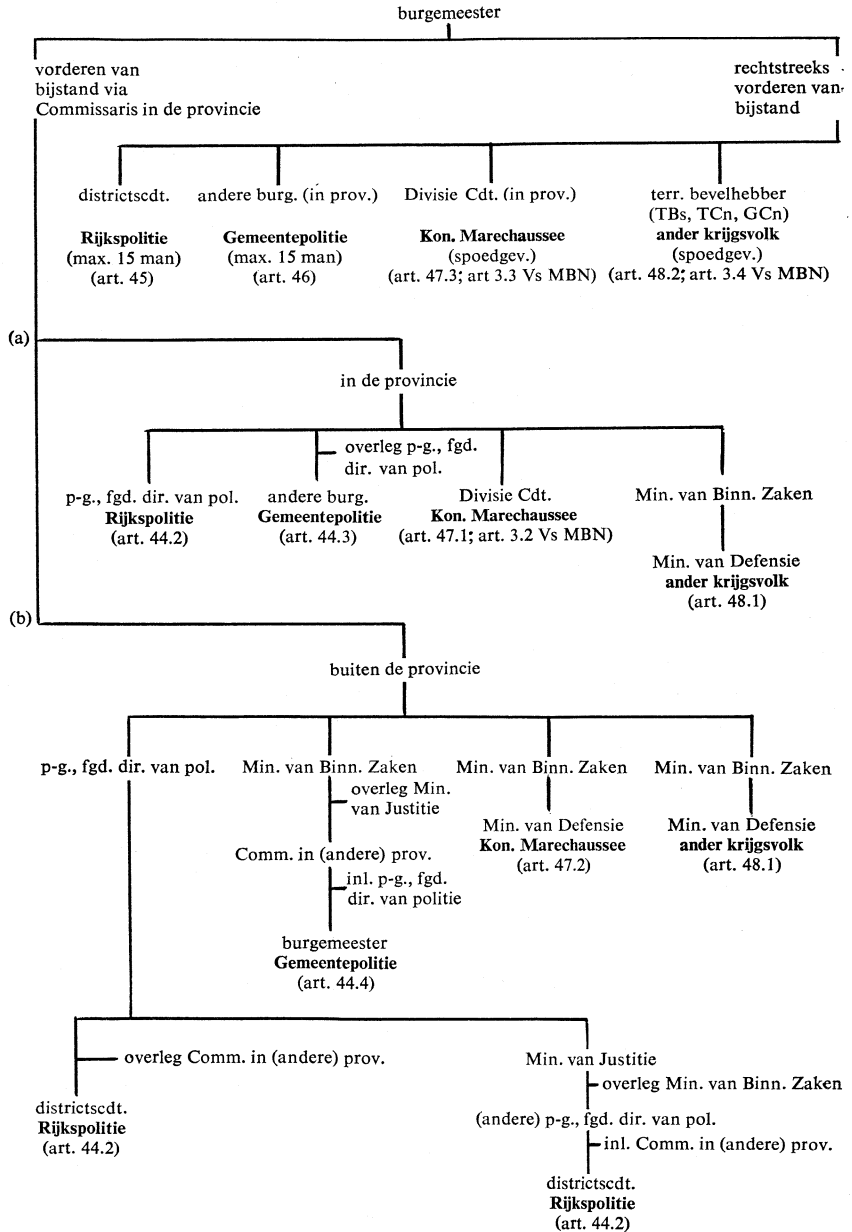 burgemeester
vorderen van
bijstand via
Commissaris in de provincie
rechtstreeks
vorderen van
bijstand
districtscdt.
Rijkspolitie
(max. 15 man)
(art. 45)
andere burg. (in prov.)
Gemeentepolitie
(max. 15 man)
(art. 46)
Divisie Cdt. (in prov.)
Kon. Marechaussee
(spoedgev.)
(art. 47.3; art 3.3 Vs MBN)
terr. bevelhebber
(TBs, TCn, GCn)
ander krijgsvolk
(spoedgev.)
(art. 48.2; art. 3.4 Vs MBN)
(a)
in de provincie
p-g., fgd. dir. van pol.
Rijkspolitie
(art. 44.2)
overleg p-g., fgd.
dir. van pol.
andere burg.
Gemeentepolitie
(art. 44.3)
Divisie Cdt.
Kon. Marechaussee
(art. 47.1; art. 3.2 Vs MBN)
Min. van Binn. Zaken
Min. van Defensie
ander krijgsvolk
(art. 48.1)
(b)
buiten de provincie
p-g., fgd. dir. van pol.
Min. van Binn. Zaken
overleg Min.
van Justitie
Comm. in (andere) prov.
inl. p-g., fgd.
dir. van politie
burgemeester
Gemeentepolitie
(art. 44.4)
Min. van Binn. Zaken
Min. van Defensie
Kon. Marechaussee
(art. 47.2)
Min. van Binn. Zaken
Min. van Defensie
ander krijgsvolk
(art. 48.1)
overleg Comm. in (andere) prov.
districtscdt.
Rijkspolitie
(art. 44.2)
Min. van Justitie
overleg Min. van Binn. Zaken
(andere) p-g., fgd. dir. van pol.
inl. Comm. in (andere) prov.
districtscdt.
Rijkspolitie
(art. 44.2)